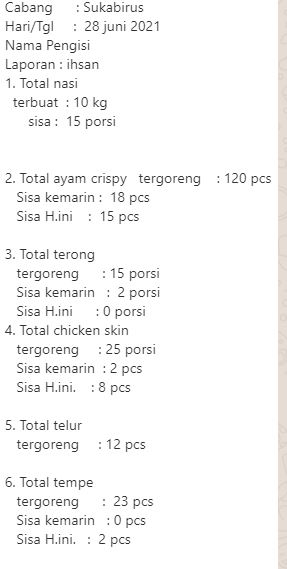 Cabang : Sukabirus
Hari/Tgl : 28 juni 2021
Nama Pengisi
Laporan : ihsan
1. Total nasi
terbuat : 10 kg
sisa : 15 porsi
2. Total ayam crispy tergoreng : 120 pcs
Sisa kemarin : 18 pcs
Sisa H.ini : 15 pcs
3. Total terong
tergoreng : 15 porsi
Sisa kemarin : 2 porsi
Sisa H.ini : 0 porsi
4. Total chicken skin
tergoreng : 25 porsi
Sisa kemarin : 2 pcs
Sisa H.ini. : 8 pcs
5. Total telur
tergoreng : 12 pcs
6. Total tempe
tergoreng : 23 pcs
Sisa kemarin : 0 pcs
Sisa H.ini. : 2 pcs